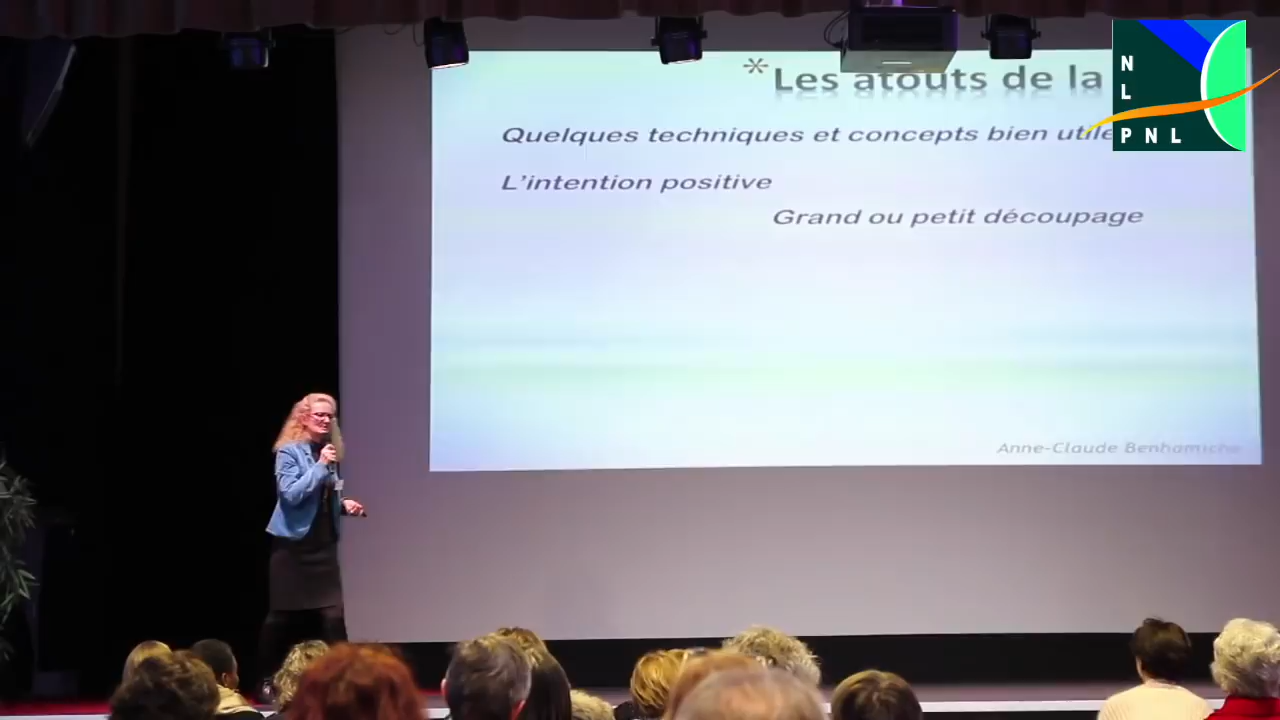 *Les atouts de la
Quelques techniques et concepts bien utile
L'intention positive
Grand ou petit découpage
Anne-Claude Benhamiche
N
L
P N L